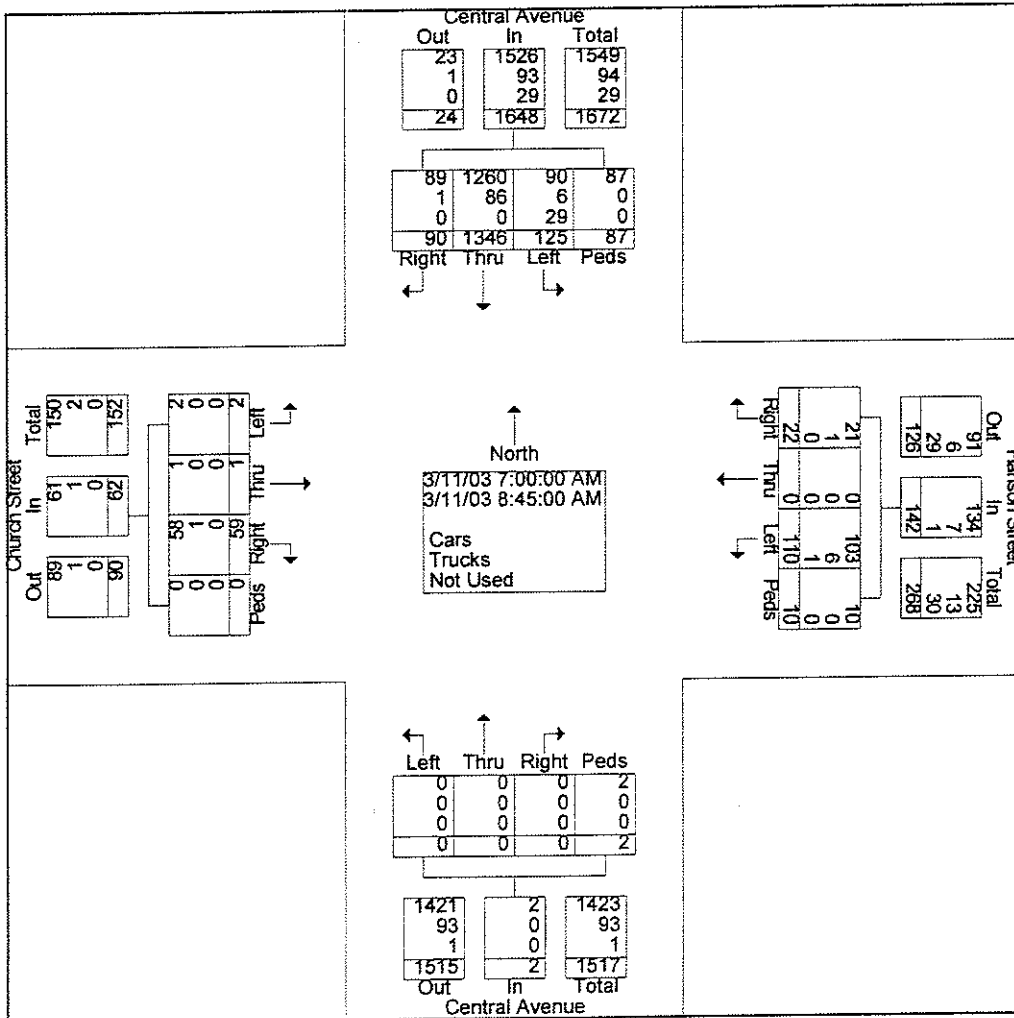 Central Avenue
Out In Total
23 1526 1549
1 93 94
0 29 29
24 1648 1672
89 1260 90 87
1 86 6 0
0 0 29 0
90 1346 125 87
Right Thru Left Peds
Church Street
Total In Out
150 61 89
2 1 1
0 0 0
152 62 90
2 1 58 0
0 0 1 0
0 0 0 0
2 1 59 0
Left Thru Right Peds
North
3/11/03 7:00:00 AM
3/11/03 8:45:00 AM
Cars
Trucks
Not Used
Right Thru Left Peds
21 0 103 10
1 0 6 0
0 0 1 0
22 0 110 10
Out In Total
91 134 225
6 7 13
29 1 30
126 142 268
Street
Left Thru Right Peds
0 0 0 2
0 0 0 0
0 0 0 0
0 0 0 2
1421 2 1423
93 0 93
1 0 1
1515 2 1517
Out In Total
Central Avenue